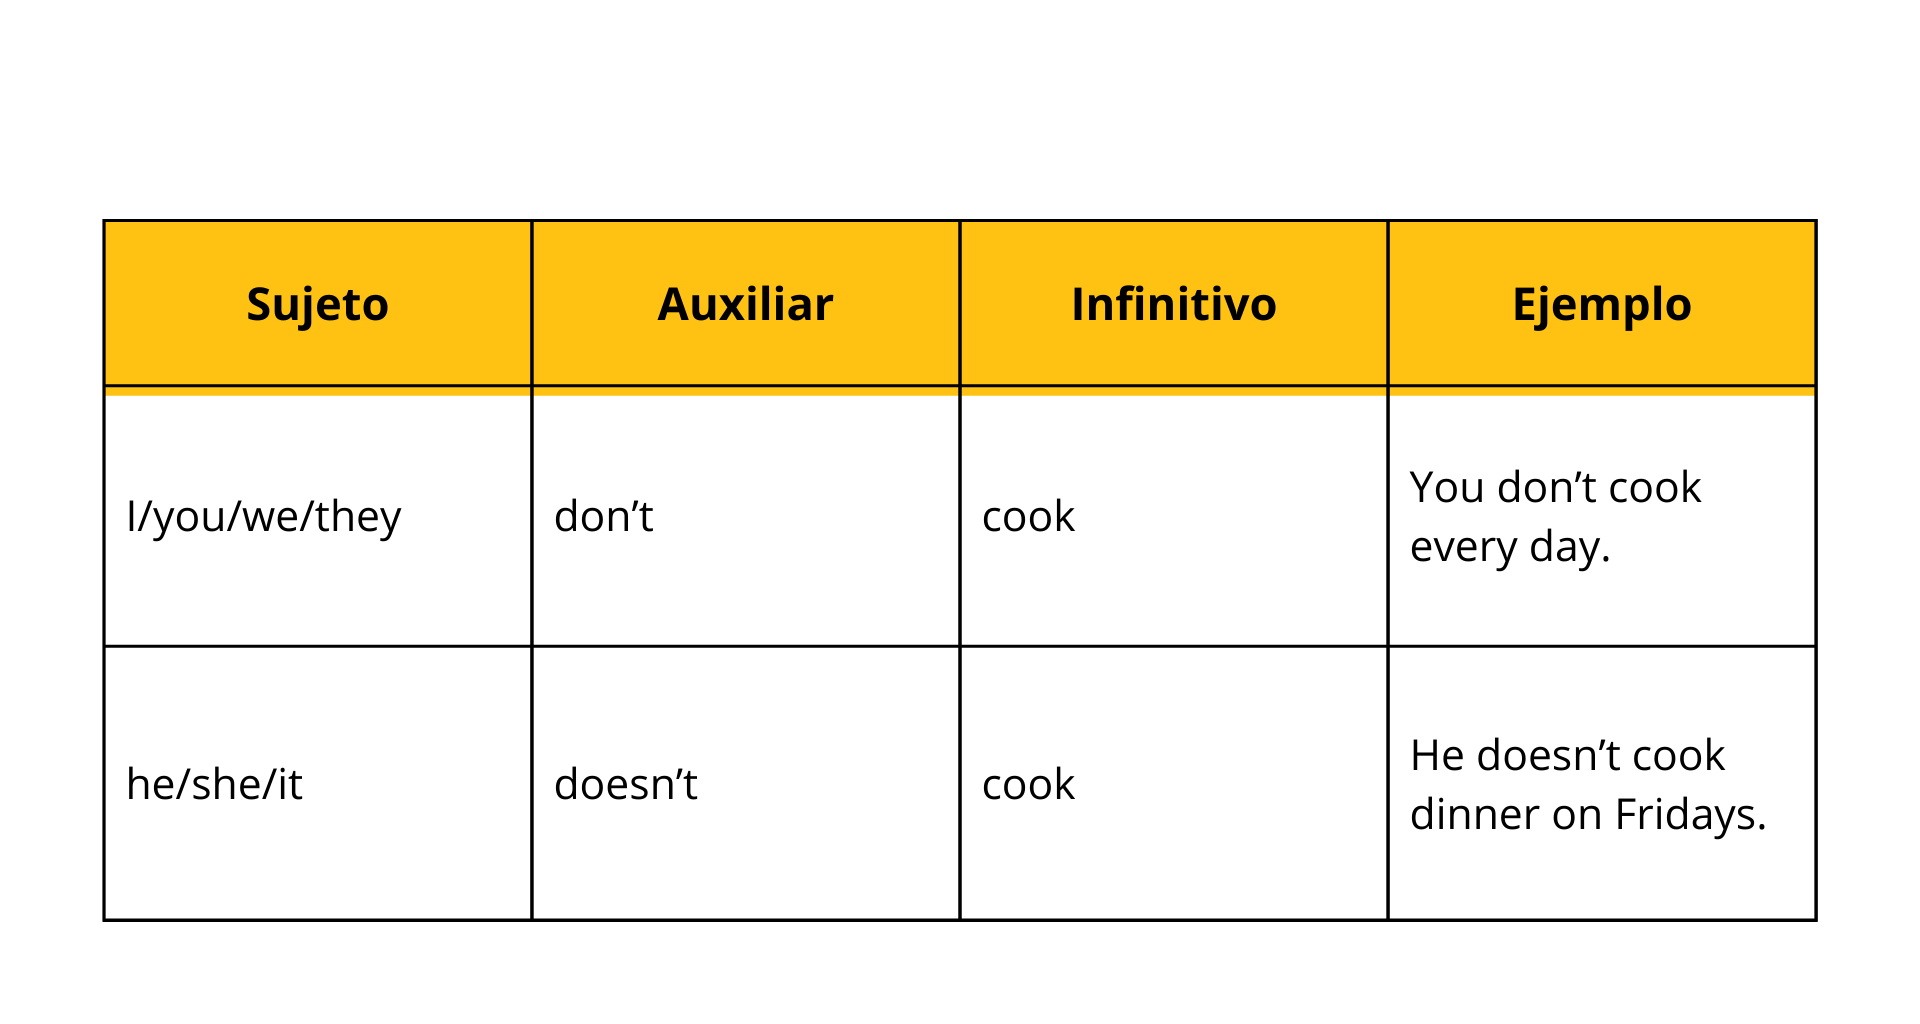 Sujeto
Auxiliar
Infinitivo
Ejemplo
I/you/we/they
don’t
cook
You don’t cook
every day.
he/she/it
doesn’t
cook
He doesn’t cook
dinner on Fridays.